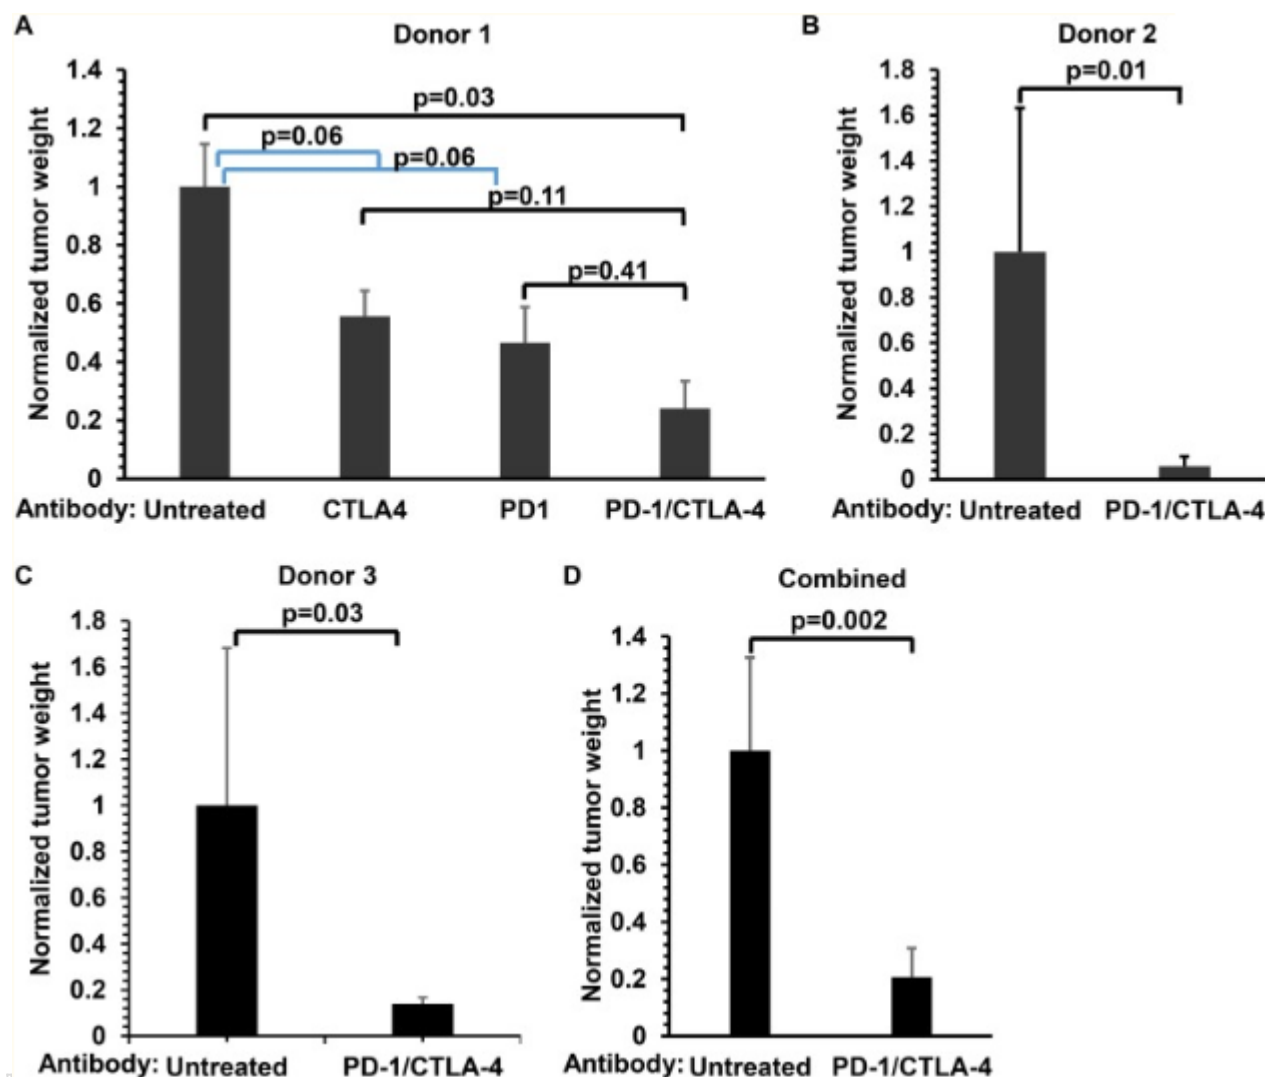 A
Donor 1
Normalized tumor weight
1.4
1.2
1
0.8
0.6
0.4
0.2
0
p=0.03
p=0.06
p=0.06
p=0.11
p=0.41
Antibody: Untreated CTLA4 PD1 PD-1/CTLA-4
B
Donor 2
Normalized tumor weight
1.8
1.6
1.4
1.2
1
0.8
0.6
0.4
0.2
0
p=0.01
Antibody: Untreated PD-1/CTLA-4
C
Donor 3
Normalized tumor weight
1.8
1.6
1.4
1.2
1
0.8
0.6
0.4
0.2
0
p=0.03
Antibody: Untreated PD-1/CTLA-4
D
Combined
Normalized tumor weight
1.4
1.2
1
0.8
0.6
0.4
0.2
0
p=0.002
Antibody: Untreated PD-1/CTLA-4